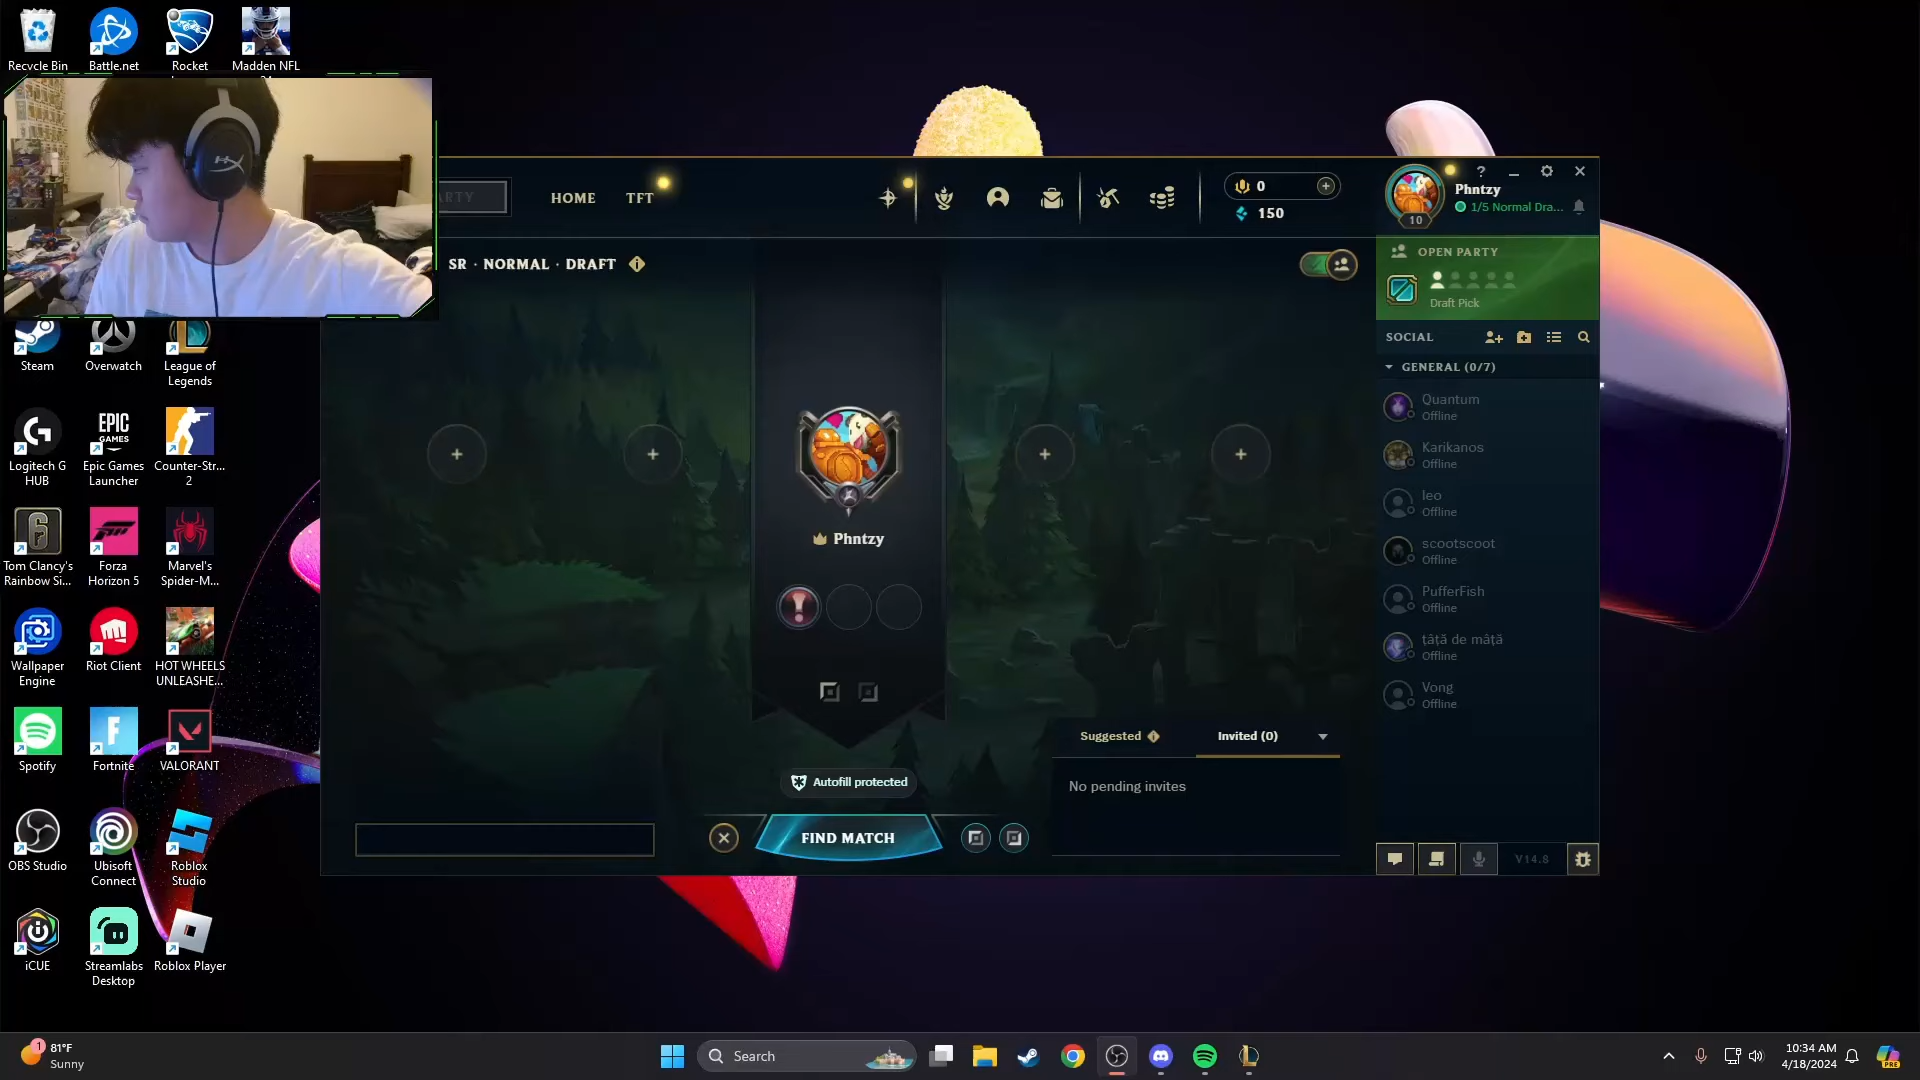 Recycle Bin
Battle.net
Rocket
Madden NFL
HOME
TFT
0
150
Phntzy
1/5 Normal Dra...
10
SR · NORMAL · DRAFT
OPEN PARTY
Draft Pick
SOCIAL
GENERAL (0/7)
Quantum
Offline
Karikanos
Offline
leo
Offline
scootscoot
Offline
PufferFish
Offline
țâță de mâță
Offline
Vong
Offline
Phntzy
Suggested
Invited (0)
No pending invites
Autofill protected
FIND MATCH
V14.8
Steam
Overwatch
League of
Legends
Logitech G
HUB
Epic Games
Launcher
Counter-Str...
2
EPIC
GAMES
Tom Clancy's
Rainbow Si...
Forza
Horizon 5
Marvel's
Spider-M...
Wallpaper
Engine
Riot Client
HOT WHEELS
UNLEASHE...
Spotify
Fortnite
VALORANT
OBS Studio
Ubisoft
Connect
Roblox
Studio
iCUE
Streamlabs
Desktop
Roblox Player
1
81°F
Sunny
Search
10:34 AM
4/18/2024
PRE